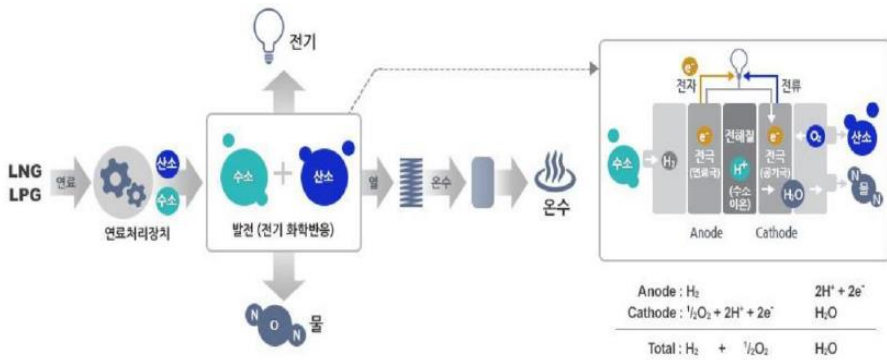 전기
LNG
LPG
연료
산소
수소
연료처리장치
수소
+
산소
발전 (전기 화학반응)
열
온수
온수
N
O
N
물
e-
전자
전류
수소
H₂
e-
전극
(연료극)
전해질
H+
(수소
이온)
e-
전극
(공기극)
O₂
산소
H₂O
N
물
N
Anode
Cathode
Anode : H₂ 2H⁺ + 2e⁻
Cathode : ¹/₂O₂ + 2H⁺ + 2e⁻ H₂O
Total : H₂ + ¹/₂O₂ H₂O